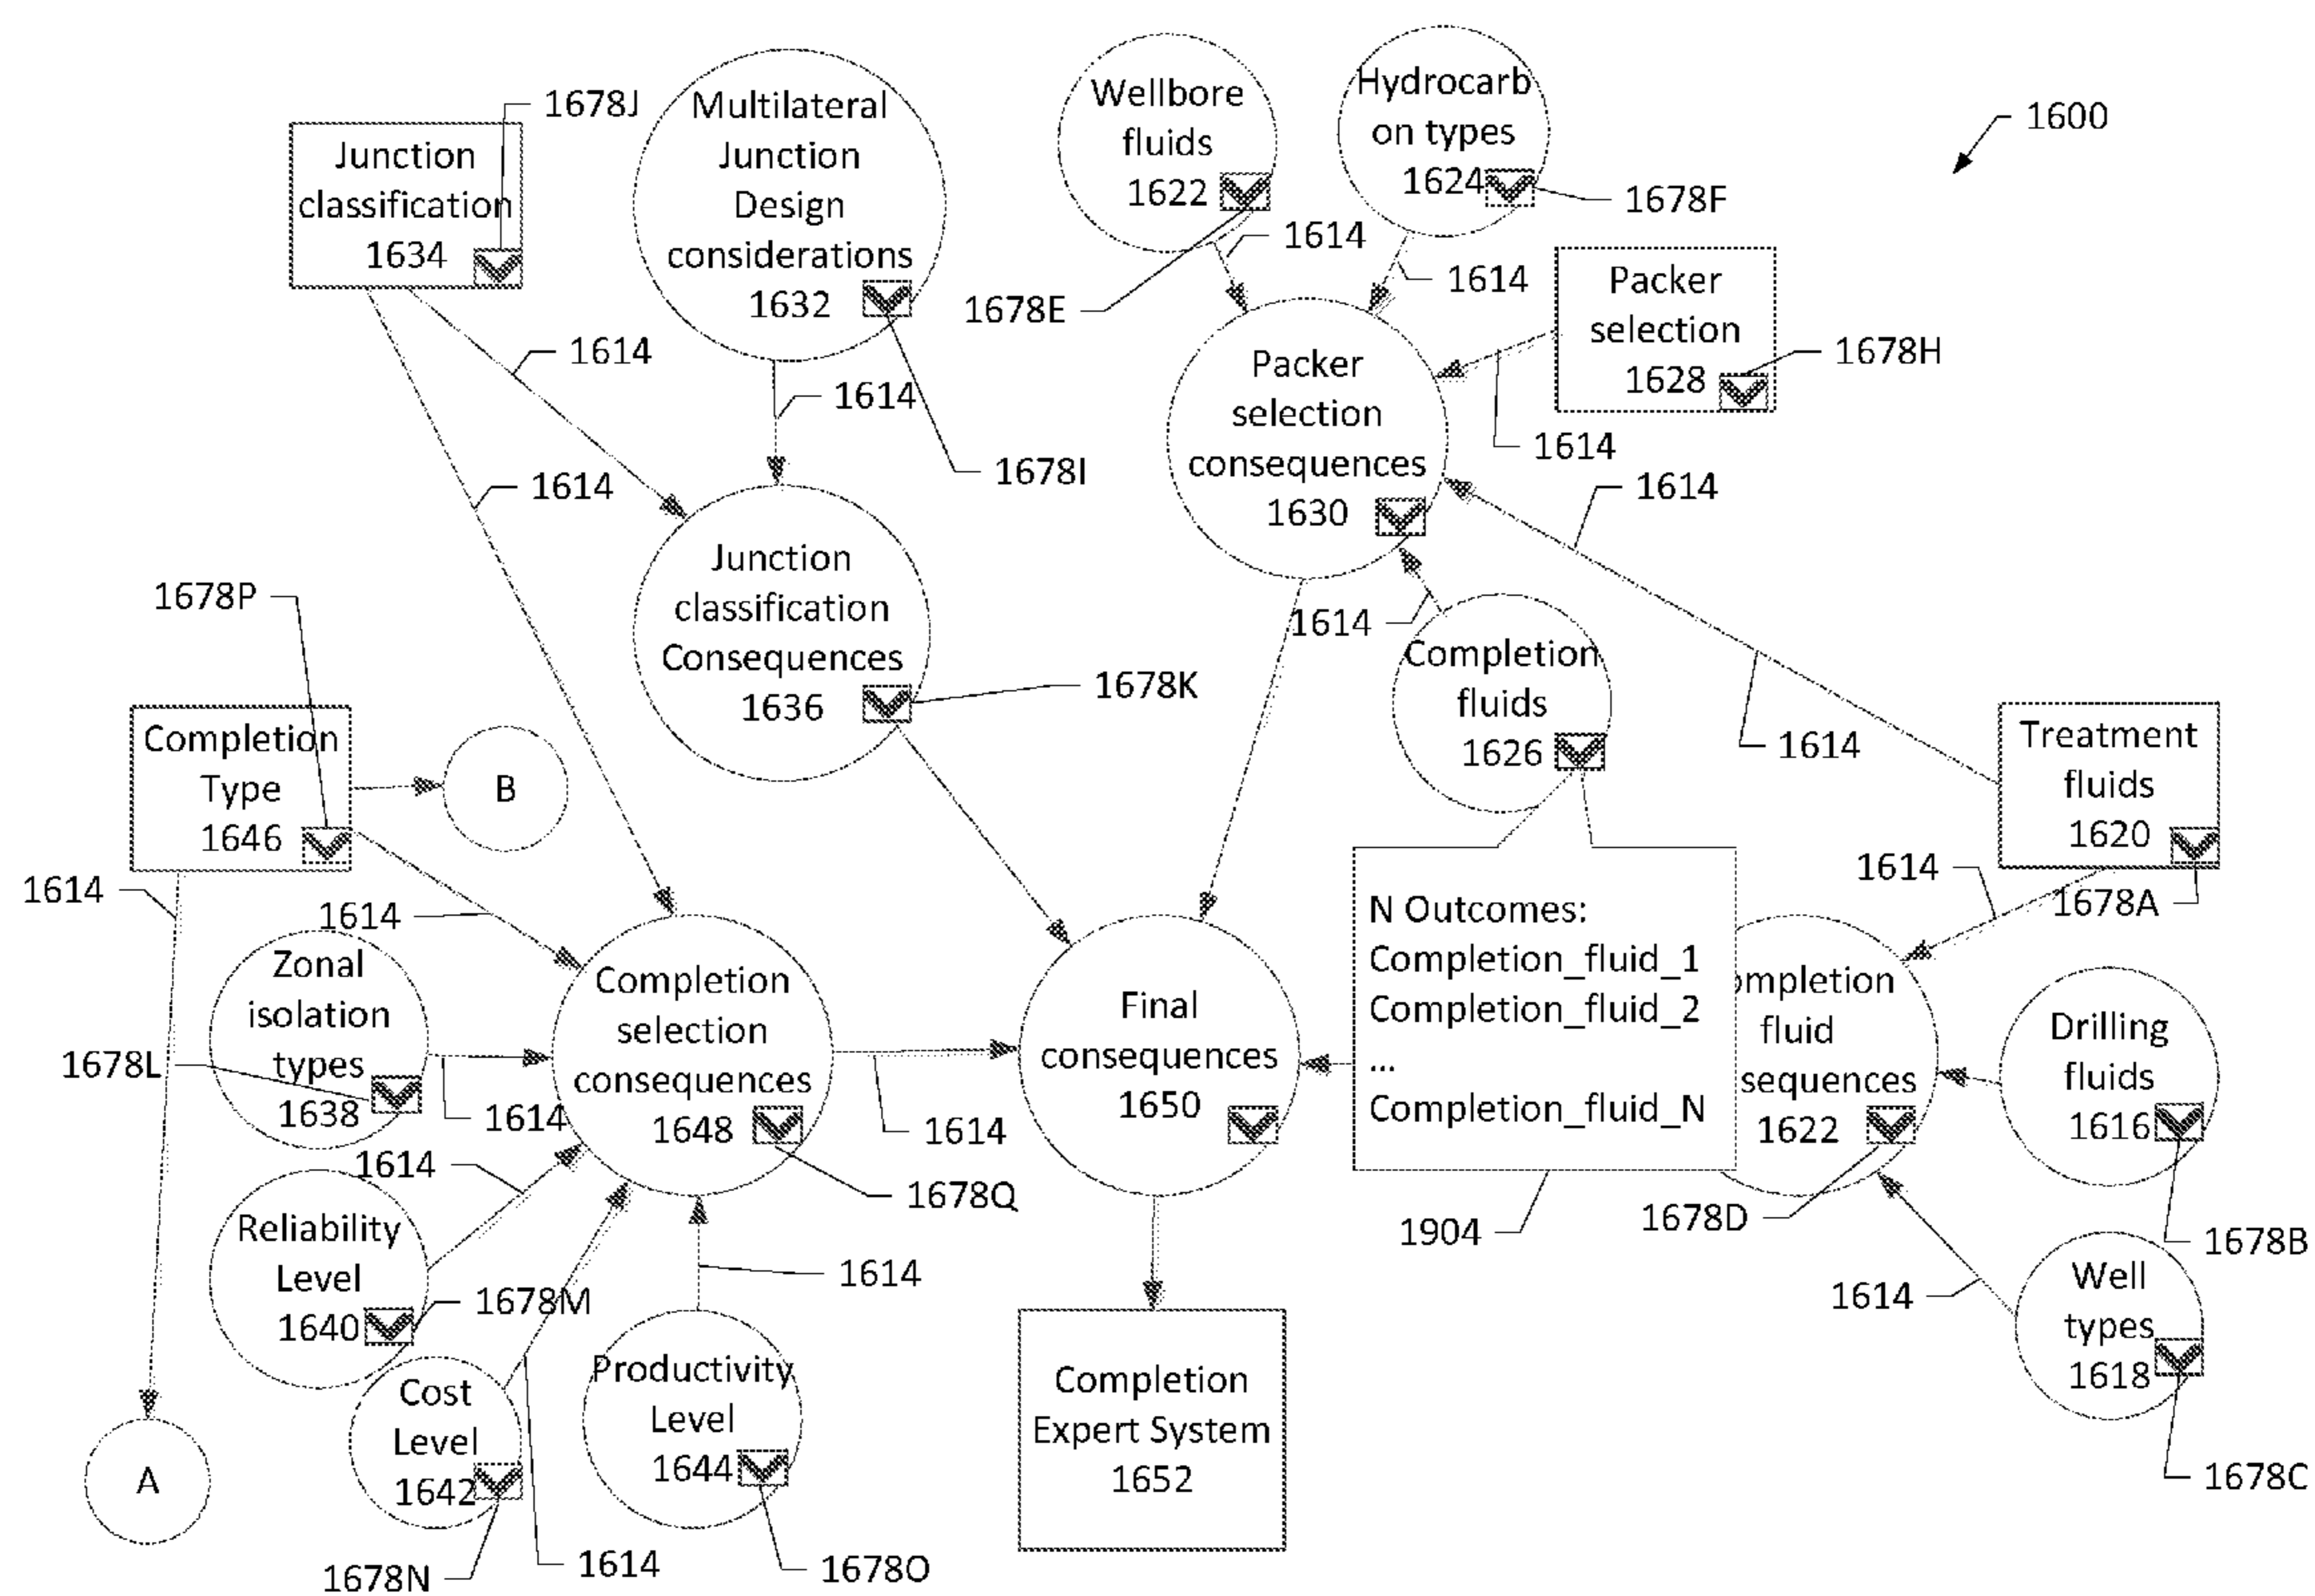 1600
1678J
Junction
classification
1634
Multilateral
Junction
Design
considerations
1632
Wellbore
fluids
1622
Hydrocarb
on types
1624
1678F
1614
1614
1678E
Packer
selection
1628
1678H
1614
1614
1614
1678I
1614
Packer
selection
consequences
1630
1614
1614
1614
Junction
classification
Consequences
1636
1678K
1678P
Completion
Type
1646
B
Completion
fluids
1626
1614
Treatment
fluids
1620
1678A
1614
1614
1614
Zonal
isolation
types
1638
1678L
1614
Completion
selection
consequences
1648
1678Q
1614
Final
consequences
1650
N Outcomes:
Completion_fluid_1
Completion_fluid_2
...
Completion_fluid_N
1904
mpletion
fluid
sequences
1622
1678D
Drilling
fluids
1616
1678B
1614
Reliability
Level
1640
1678M
1614
Well
types
1618
1678C
1614
A
Cost
Level
1642
1678N
1614
Productivity
Level
1644
1678O
Completion
Expert System
1652